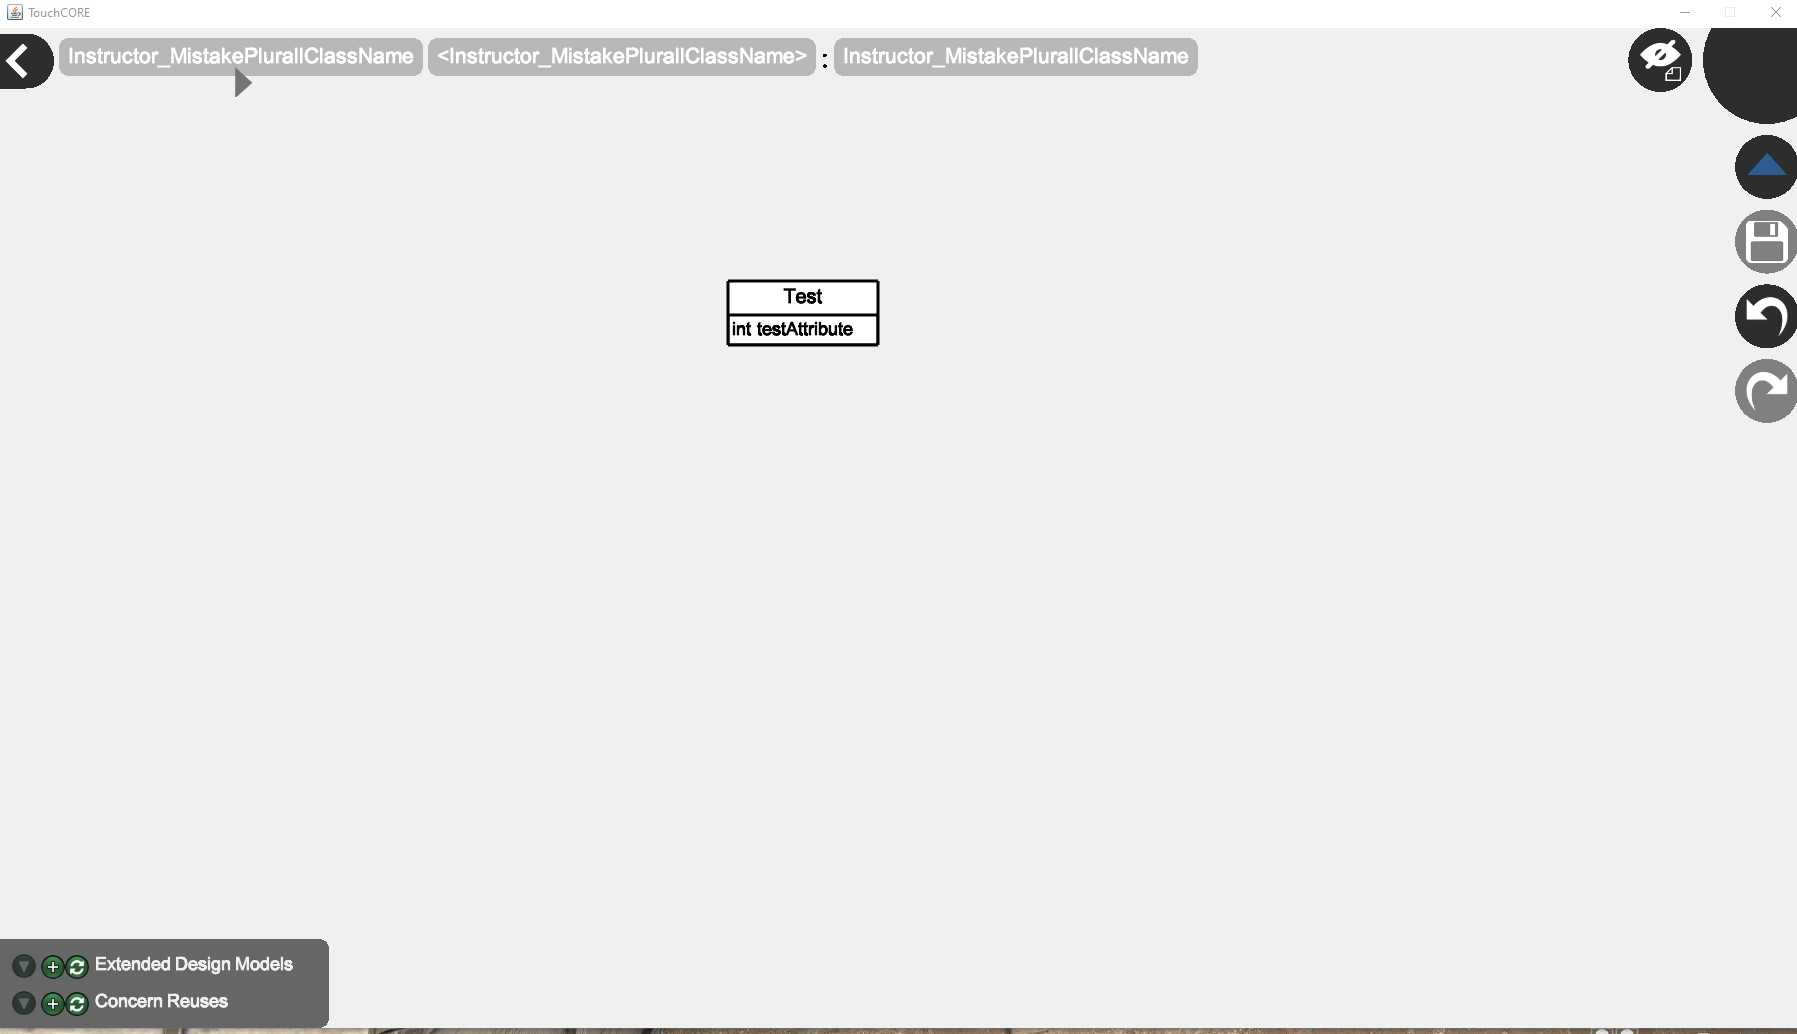 TouchCORE
Instructor_MistakePlurallClassName <Instructor_MistakePlurallClassName> : Instructor_MistakePlurallClassName
Test
int testAttribute
Extended Design Models
Concern Reuses